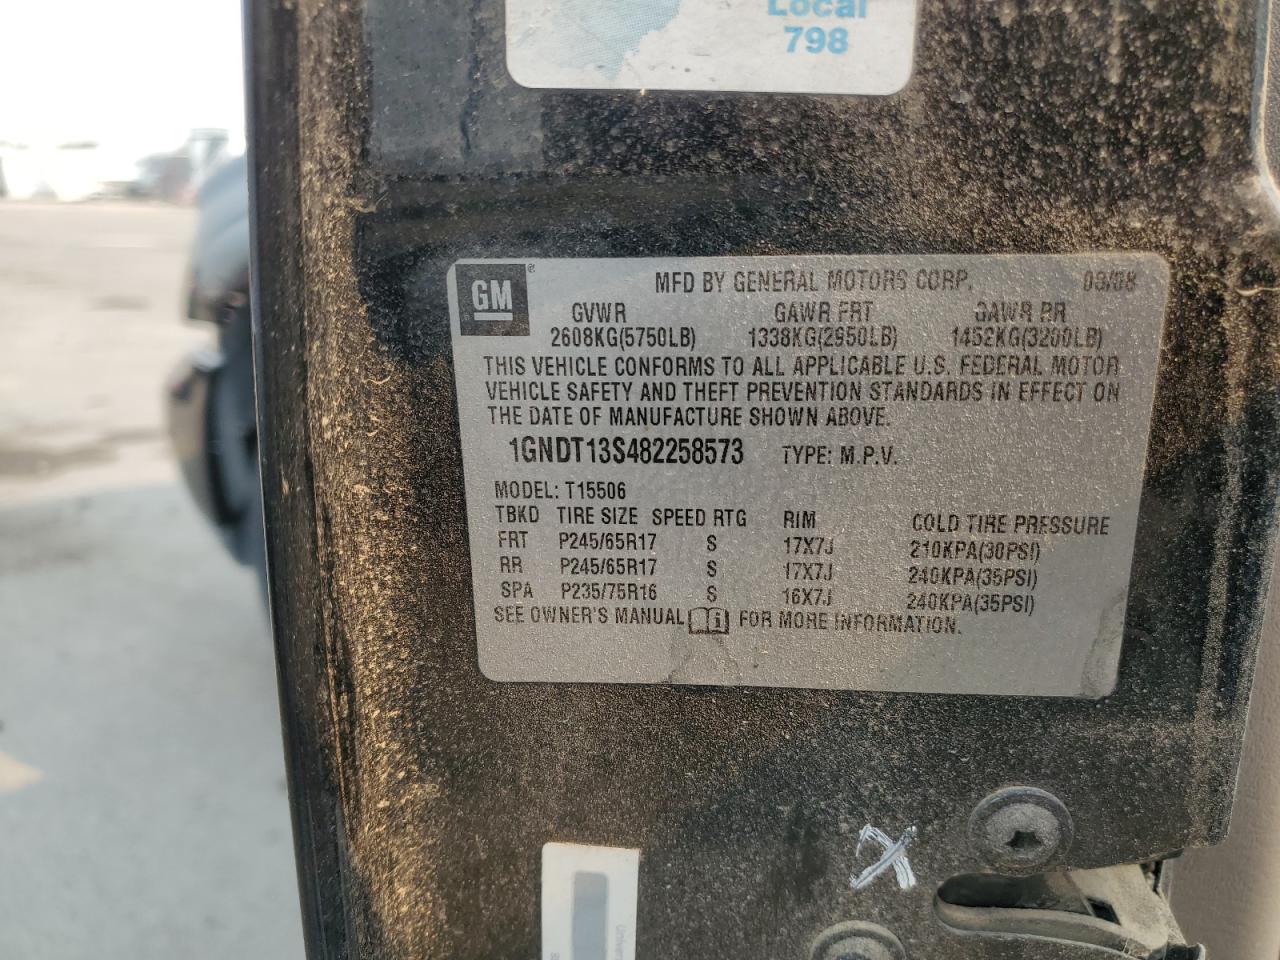 Local
798
GM
®
MFD BY GENERAL MOTORS CORP. 03/08
GVWR GAWR FRT GAWR RR
2608KG(5750LB) 1338KG(2950LB) 1452KG(3200LB)
THIS VEHICLE CONFORMS TO ALL APPLICABLE U.S. FEDERAL MOTOR
VEHICLE SAFETY AND THEFT PREVENTION STANDARDS IN EFFECT ON
THE DATE OF MANUFACTURE SHOWN ABOVE.
1GNDT13S482258573 TYPE: M.P.V.
MODEL: T15506
TBKD TIRE SIZE SPEED RTG RIM COLD TIRE PRESSURE
FRT P245/65R17 S 17X7J 210KPA(30PSI)
RR P245/65R17 S 17X7J 240KPA(35PSI)
SPA P235/75R16 S 16X7J 240KPA(35PSI)
SEE OWNER'S MANUAL FOR MORE INFORMATION.
X